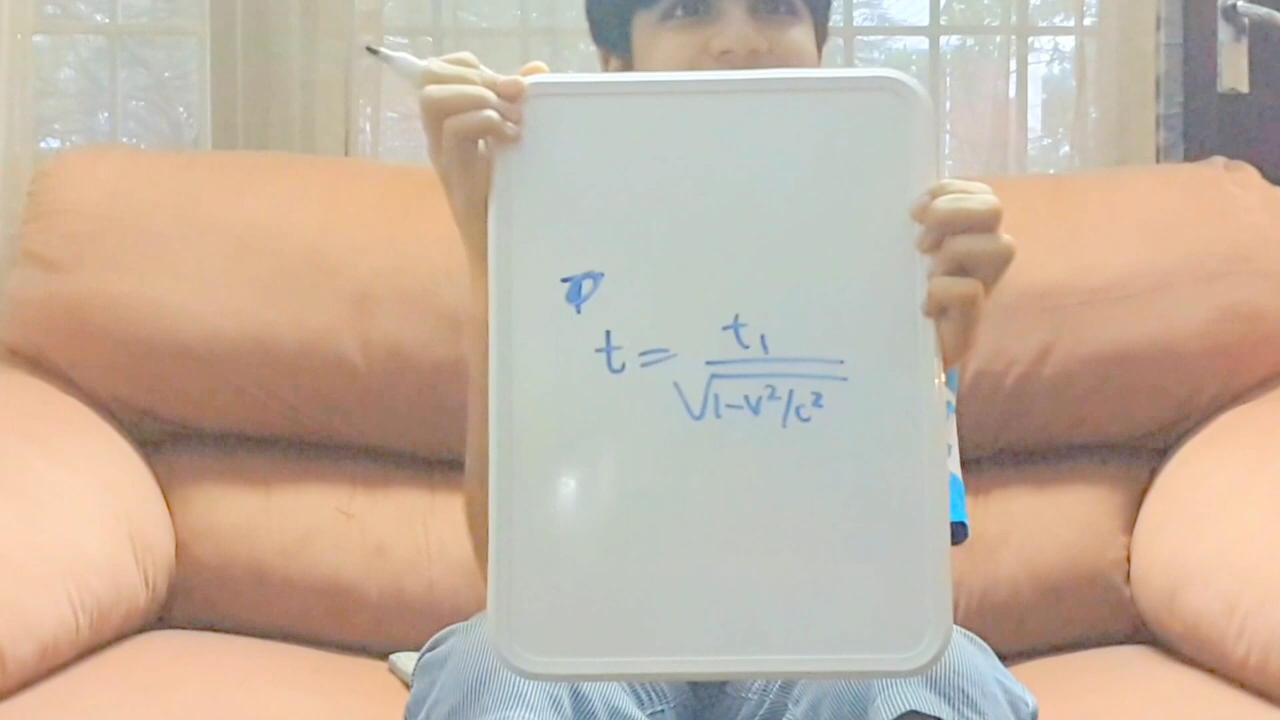 t = t₁ / √(1-v²/c²)